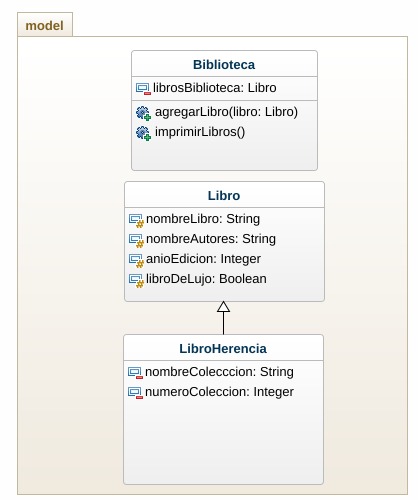 model
Biblioteca
librosBiblioteca: Libro
agregarLibro(libro: Libro)
imprimirLibros()
Libro
nombreLibro: String
nombreAutores: String
anioEdicion: Integer
libroDeLujo: Boolean
LibroHerencia
nombreColecccion: String
numeroColeccion: Integer